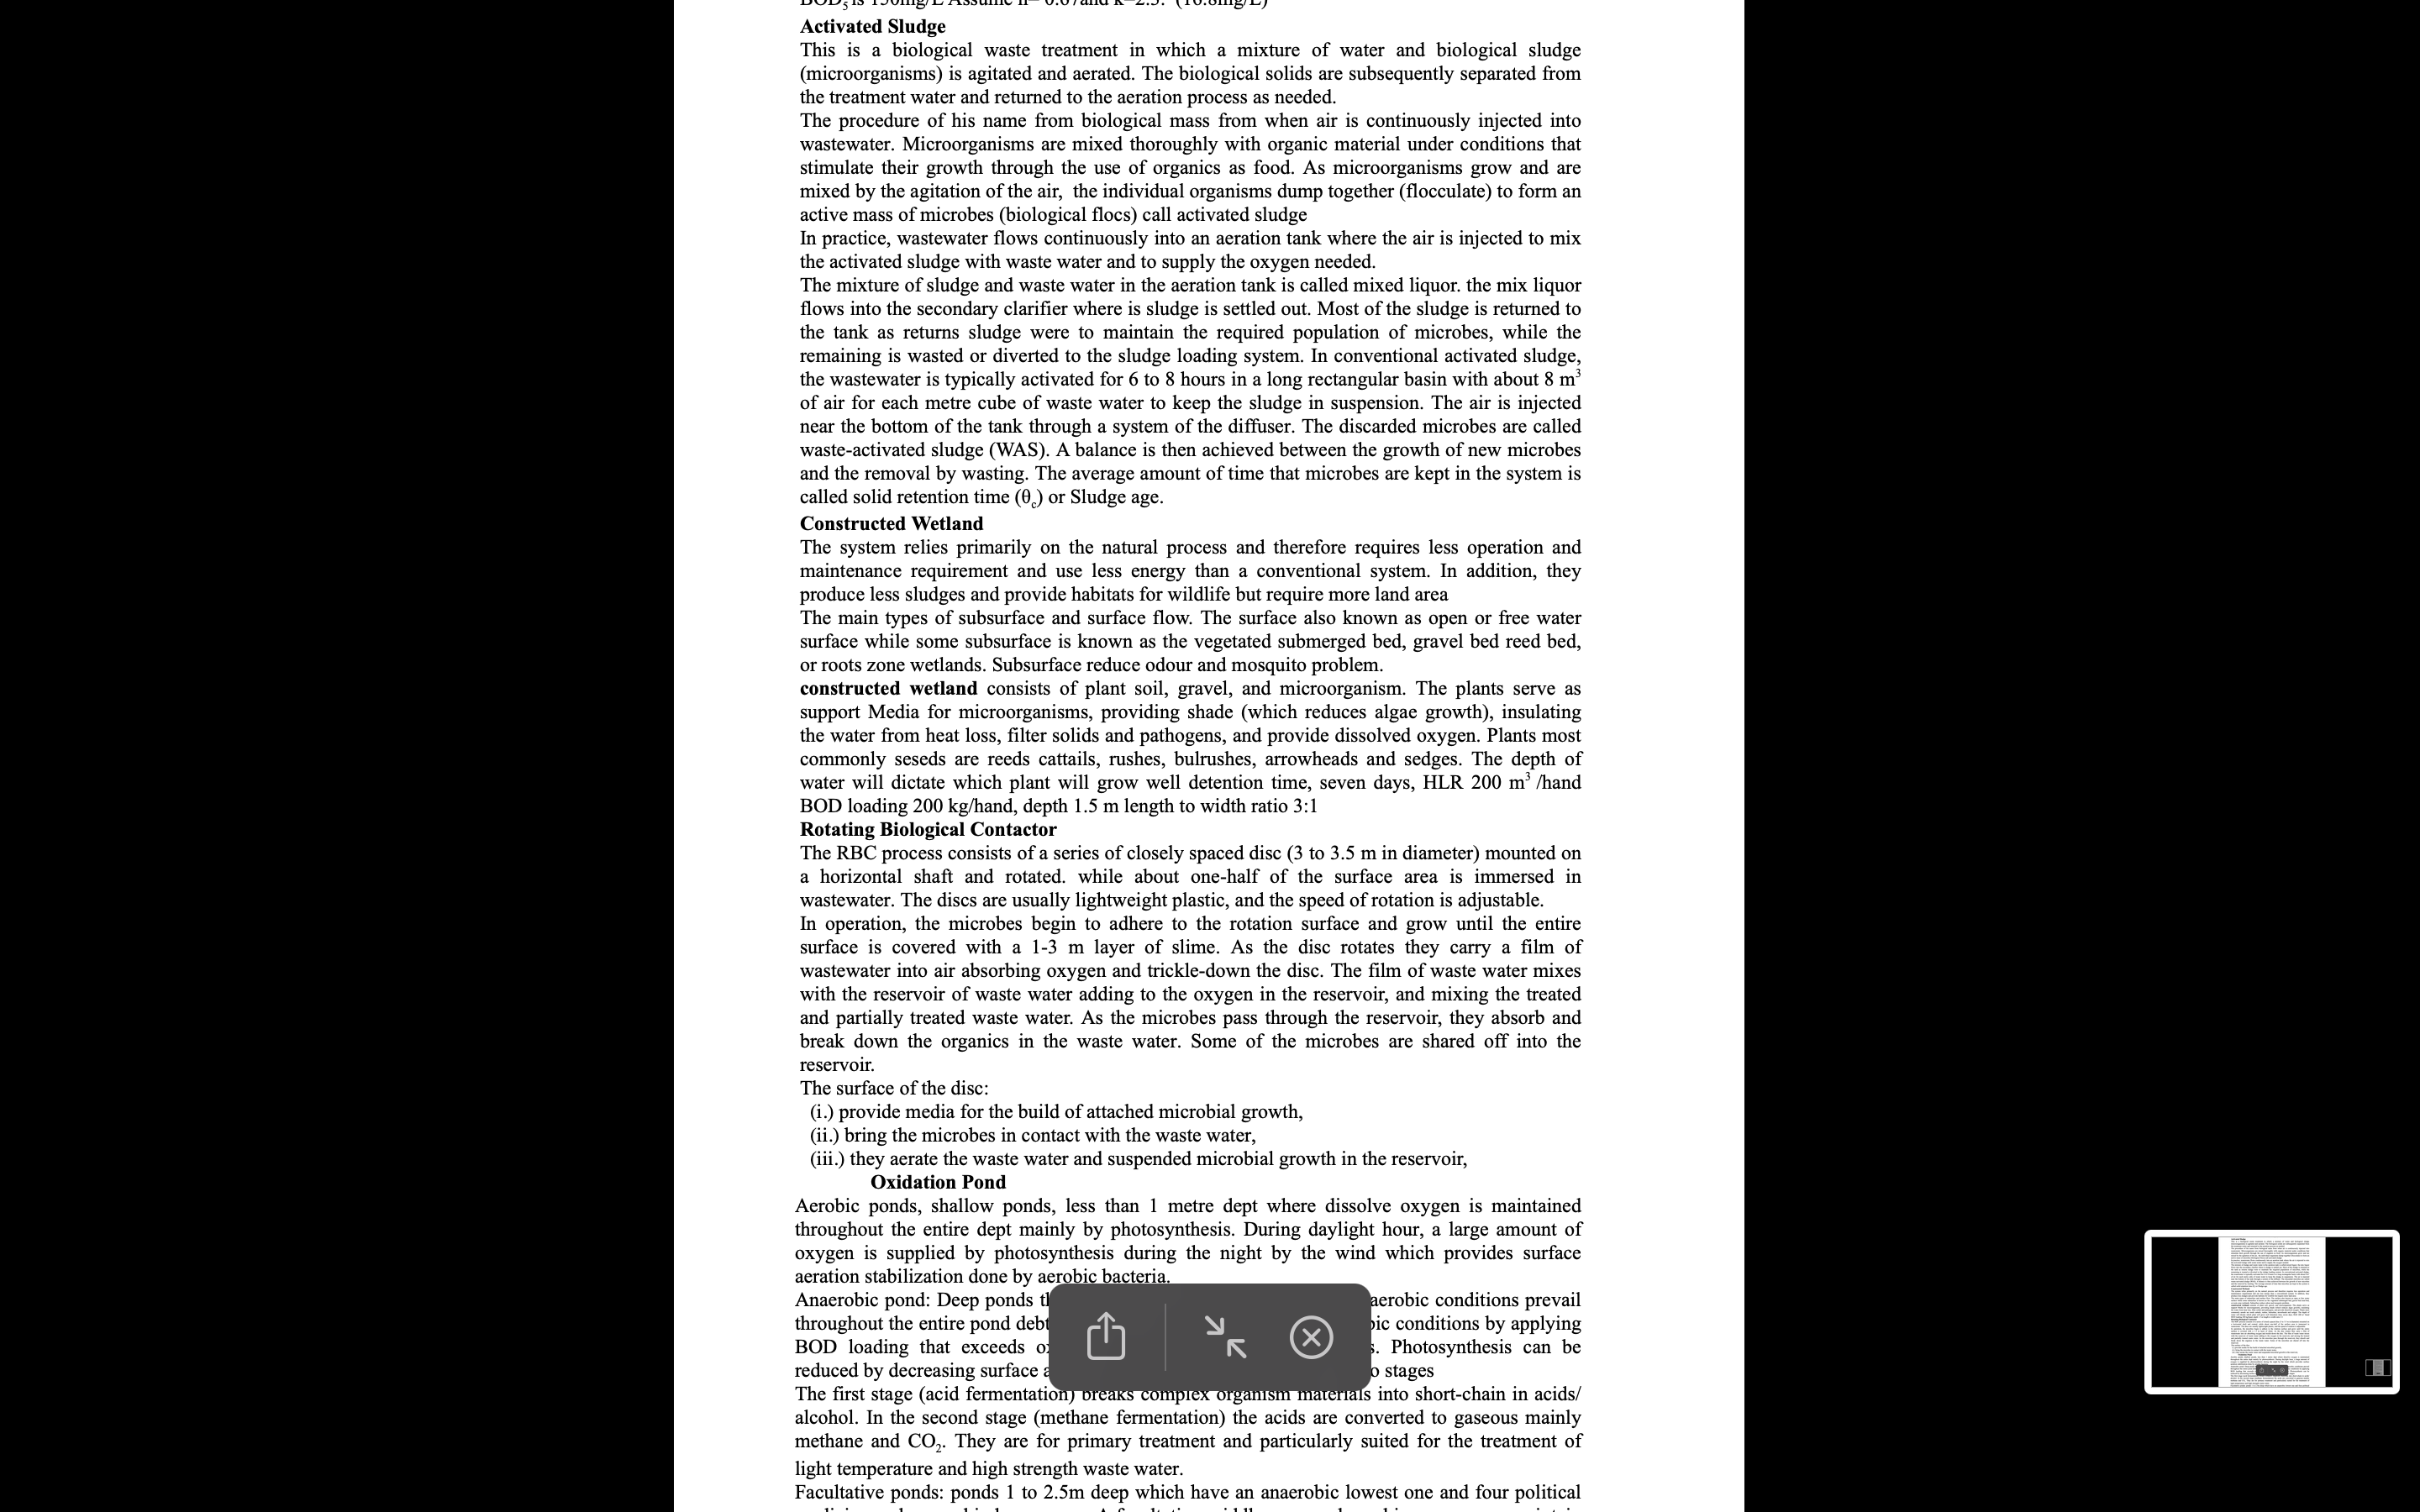 Activated Sludge
This is a biological waste treatment in which a mixture of water and biological sludge
(microorganisms) is agitated and aerated. The biological solids are subsequently separated from
the treatment water and returned to the aeration process as needed.
The procedure of his name from biological mass from when air is continuously injected into
wastewater. Microorganisms are mixed thoroughly with organic material under conditions that
stimulate their growth through the use of organics as food. As microorganisms grow and are
mixed by the agitation of the air, the individual organisms dump together (flocculate) to form an
active mass of microbes (biological flocs) call activated sludge
In practice, wastewater flows continuously into an aeration tank where the air is injected to mix
the activated sludge with waste water and to supply the oxygen needed.
The mixture of sludge and waste water in the aeration tank is called mixed liquor. the mix liquor
flows into the secondary clarifier where is sludge is settled out. Most of the sludge is returned to
the tank as returns sludge were to maintain the required population of microbes, while the
remaining is wasted or diverted to the sludge loading system. In conventional activated sludge,
the wastewater is typically activated for 6 to 8 hours in a long rectangular basin with about 8 m³
of air for each metre cube of waste water to keep the sludge in suspension. The air is injected
near the bottom of the tank through a system of the diffuser. The discarded microbes are called
waste-activated sludge (WAS). A balance is then achieved between the growth of new microbes
and the removal by wasting. The average amount of time that microbes are kept in the system is
called solid retention time (θc) or Sludge age.
Constructed Wetland
The system relies primarily on the natural process and therefore requires less operation and
maintenance requirement and use less energy than a conventional system. In addition, they
produce less sludges and provide habitats for wildlife but require more land area
The main types of subsurface and surface flow. The surface also known as open or free water
surface while some subsurface is known as the vegetated submerged bed, gravel bed reed bed,
or roots zone wetlands. Subsurface reduce odour and mosquito problem.
constructed wetland consists of plant soil, gravel, and microorganism. The plants serve as
support Media for microorganisms, providing shade (which reduces algae growth), insulating
the water from heat loss, filter solids and pathogens, and provide dissolved oxygen. Plants most
commonly seseds are reeds cattails, rushes, bulrushes, arrowheads and sedges. The depth of
water will dictate which plant will grow well detention time, seven days, HLR 200 m³ /hand
BOD loading 200 kg/hand, depth 1.5 m length to width ratio 3:1
Rotating Biological Contactor
The RBC process consists of a series of closely spaced disc (3 to 3.5 m in diameter) mounted on
a horizontal shaft and rotated. while about one-half of the surface area is immersed in
wastewater. The discs are usually lightweight plastic, and the speed of rotation is adjustable.
In operation, the microbes begin to adhere to the rotation surface and grow until the entire
surface is covered with a 1-3 m layer of slime. As the disc rotates they carry a film of
wastewater into air absorbing oxygen and trickle-down the disc. The film of waste water mixes
with the reservoir of waste water adding to the oxygen in the reservoir, and mixing the treated
and partially treated waste water. As the microbes pass through the reservoir, they absorb and
break down the organics in the waste water. Some of the microbes are shared off into the
reservoir.
The surface of the disc:
(i.) provide media for the build of attached microbial growth,
(ii.) bring the microbes in contact with the waste water,
(iii.) they aerate the waste water and suspended microbial growth in the reservoir,
Oxidation Pond
Aerobic ponds, shallow ponds, less than 1 metre dept where dissolve oxygen is maintained
throughout the entire dept mainly by photosynthesis. During daylight hour, a large amount of
oxygen is supplied by photosynthesis during the night by the wind which provides surface
aeration stabilization done by aerobic bacteria.
Anaerobic pond: Deep ponds aerobic conditions prevail
throughout the entire pond conditions by applying
BOD loading that exceeds Photosynthesis can be
reduced by decreasing surface stages
The first stage (acid fermentation) breaks complex organism materials into short-chain in acids/
alcohol. In the second stage (methane fermentation) the acids are converted to gaseous mainly
methane and CO₂. They are for primary treatment and particularly suited for the treatment of
light temperature and high strength waste water.
Facultative ponds: ponds 1 to 2.5m deep which have an anaerobic lowest one and four political